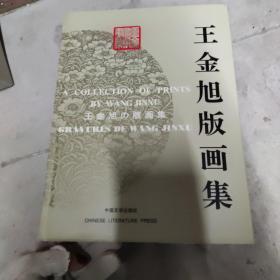 王金旭版画集
A COLLECTION OF PRINTS
BY WANG JINXU
王金旭の版画集
GRAVURES DE WANG JINXU
中国文学出版社
CHINESE LITERATURE PRESS